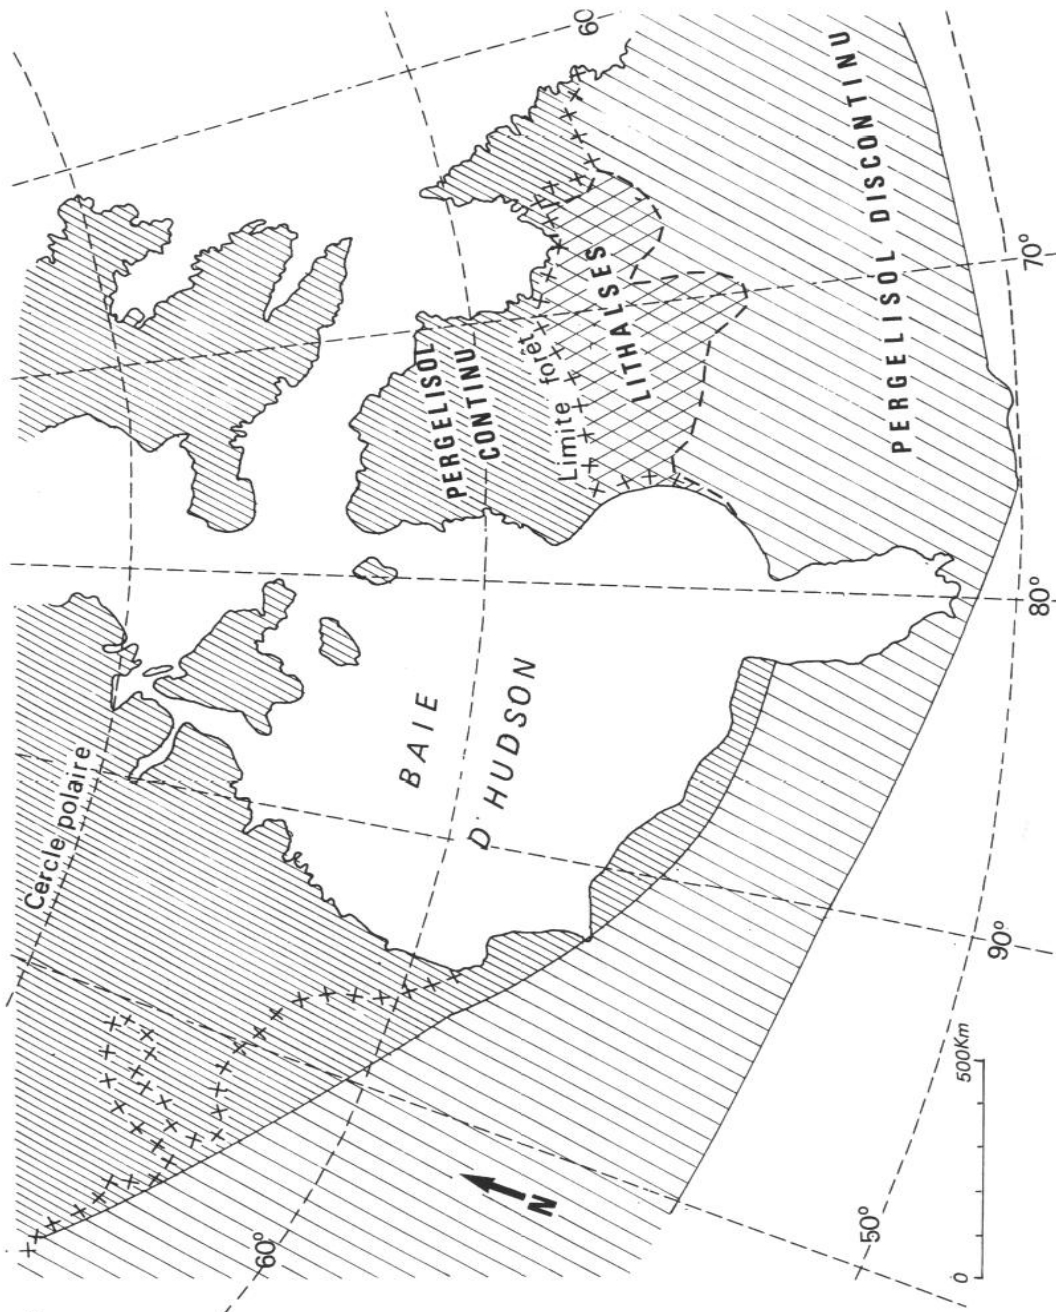 Cercle polaire
60°
BAIE
D'HUDSON
PERGELISOL
CONTINU
Limite forêt
LITHALSES
PERGELISOL DISCONTINU
60
70°
80°
90°
50°
N
0
500Km